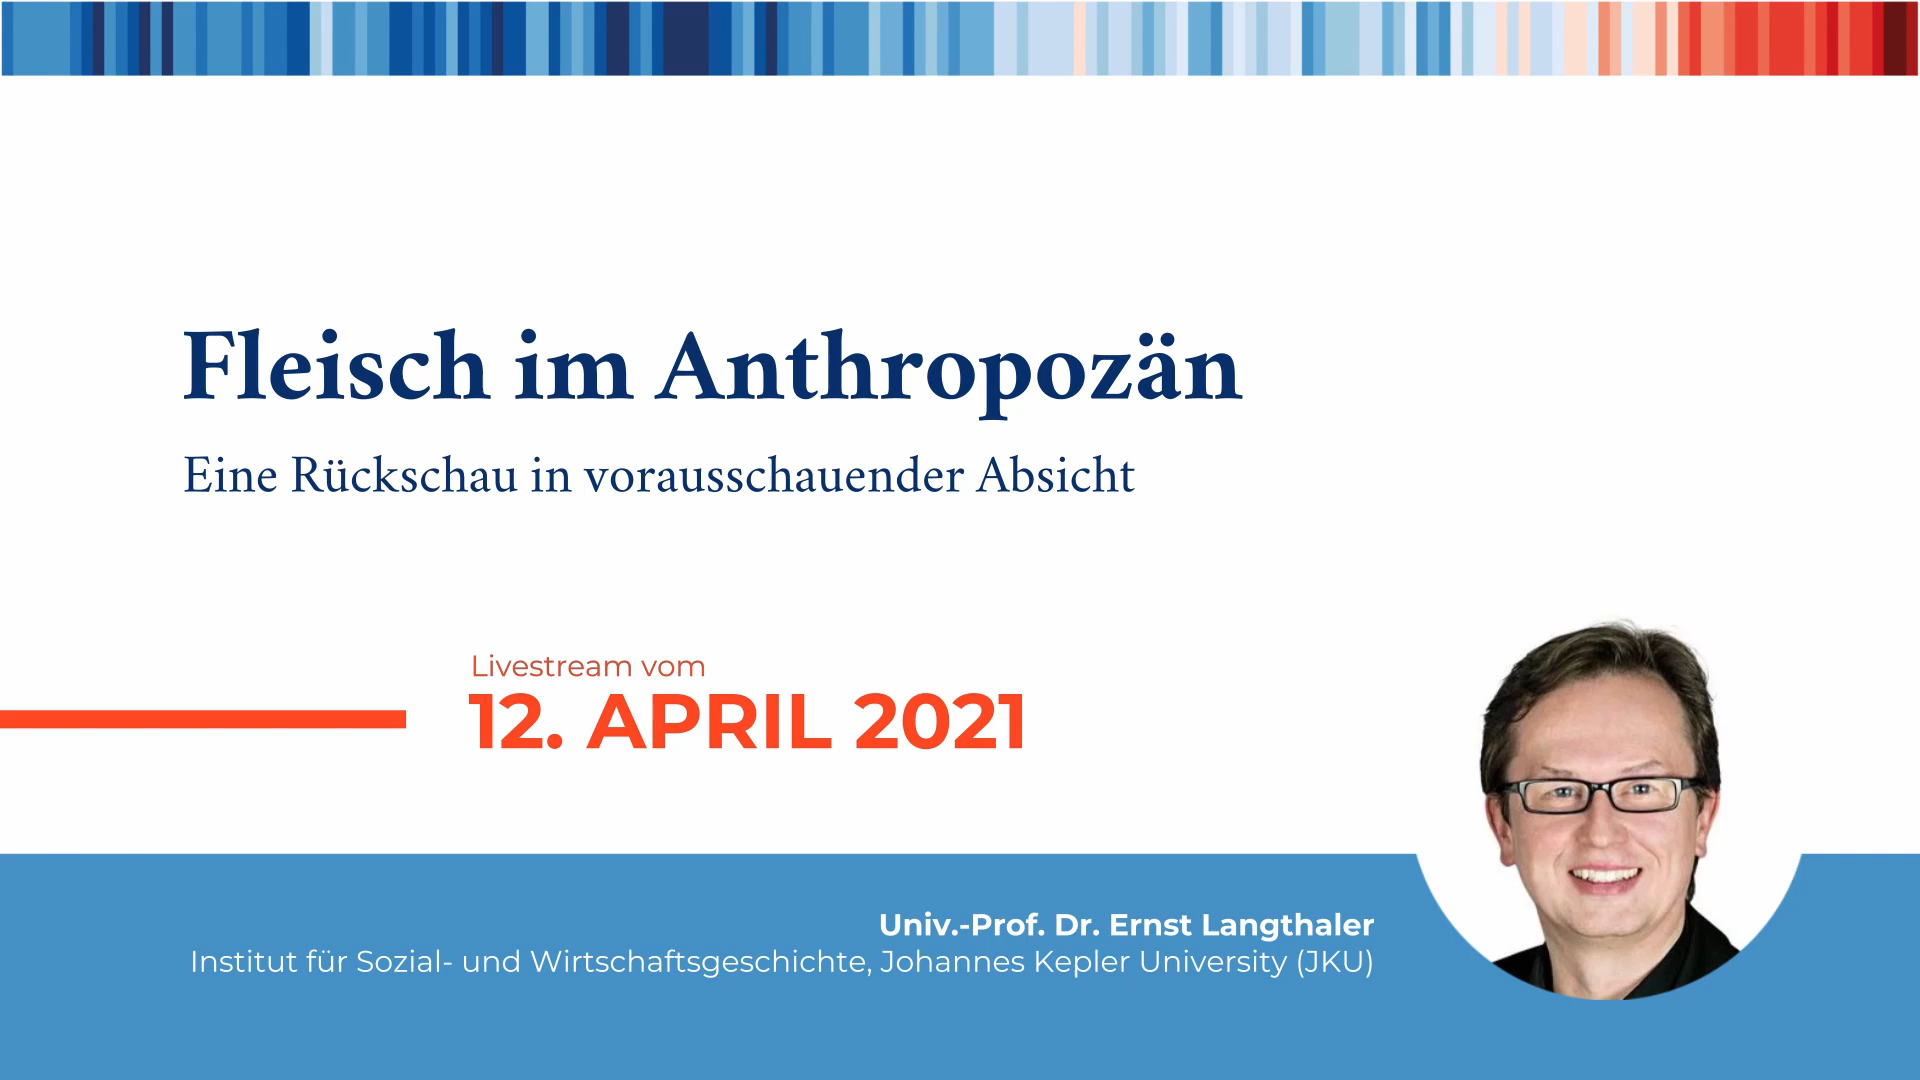 Fleisch im Anthropozän
Eine Rückschau in vorausschauender Absicht
Livestream vom
12. APRIL 2021
Univ.-Prof. Dr. Ernst Langthaler
Institut für Sozial- und Wirtschaftsgeschichte, Johannes Kepler University (JKU)